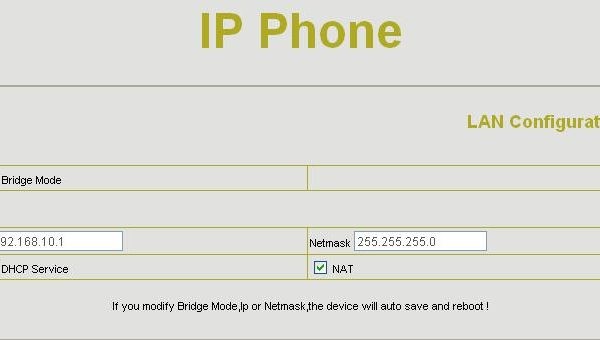 IP Phone
LAN Configurat
Bridge Mode
92.168.10.1 Netmask 255.255.255.0
DHCP Service NAT
If you modify Bridge Mode,Ip or Netmask,the device will auto save and reboot !